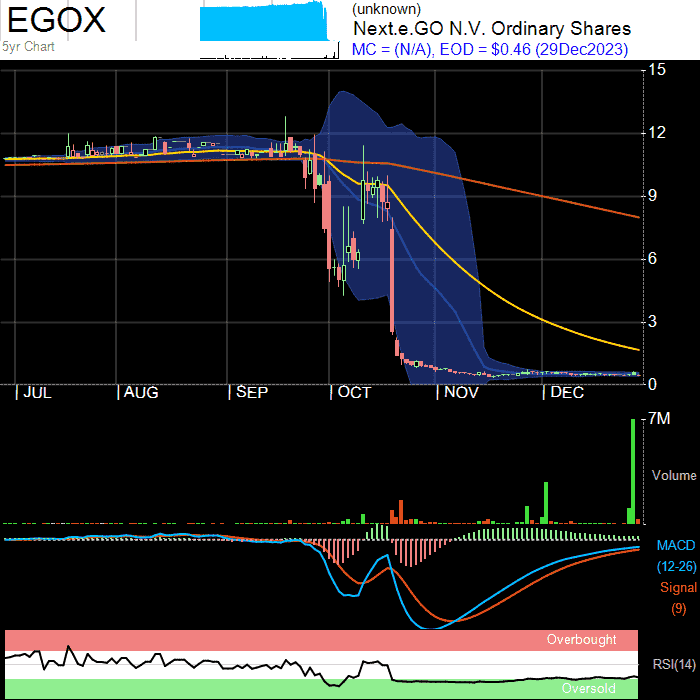 EGOX
5yr Chart
(unknown)
Next.e.GO N.V. Ordinary Shares
MC = (N/A), EOD = $0.46 (29Dec2023)
15
12
9
6
3
0
JUL AUG SEP OCT NOV DEC
7M
Volume
MACD
(12-26)
Signal
(9)
Overbought
RSI(14)
Oversold